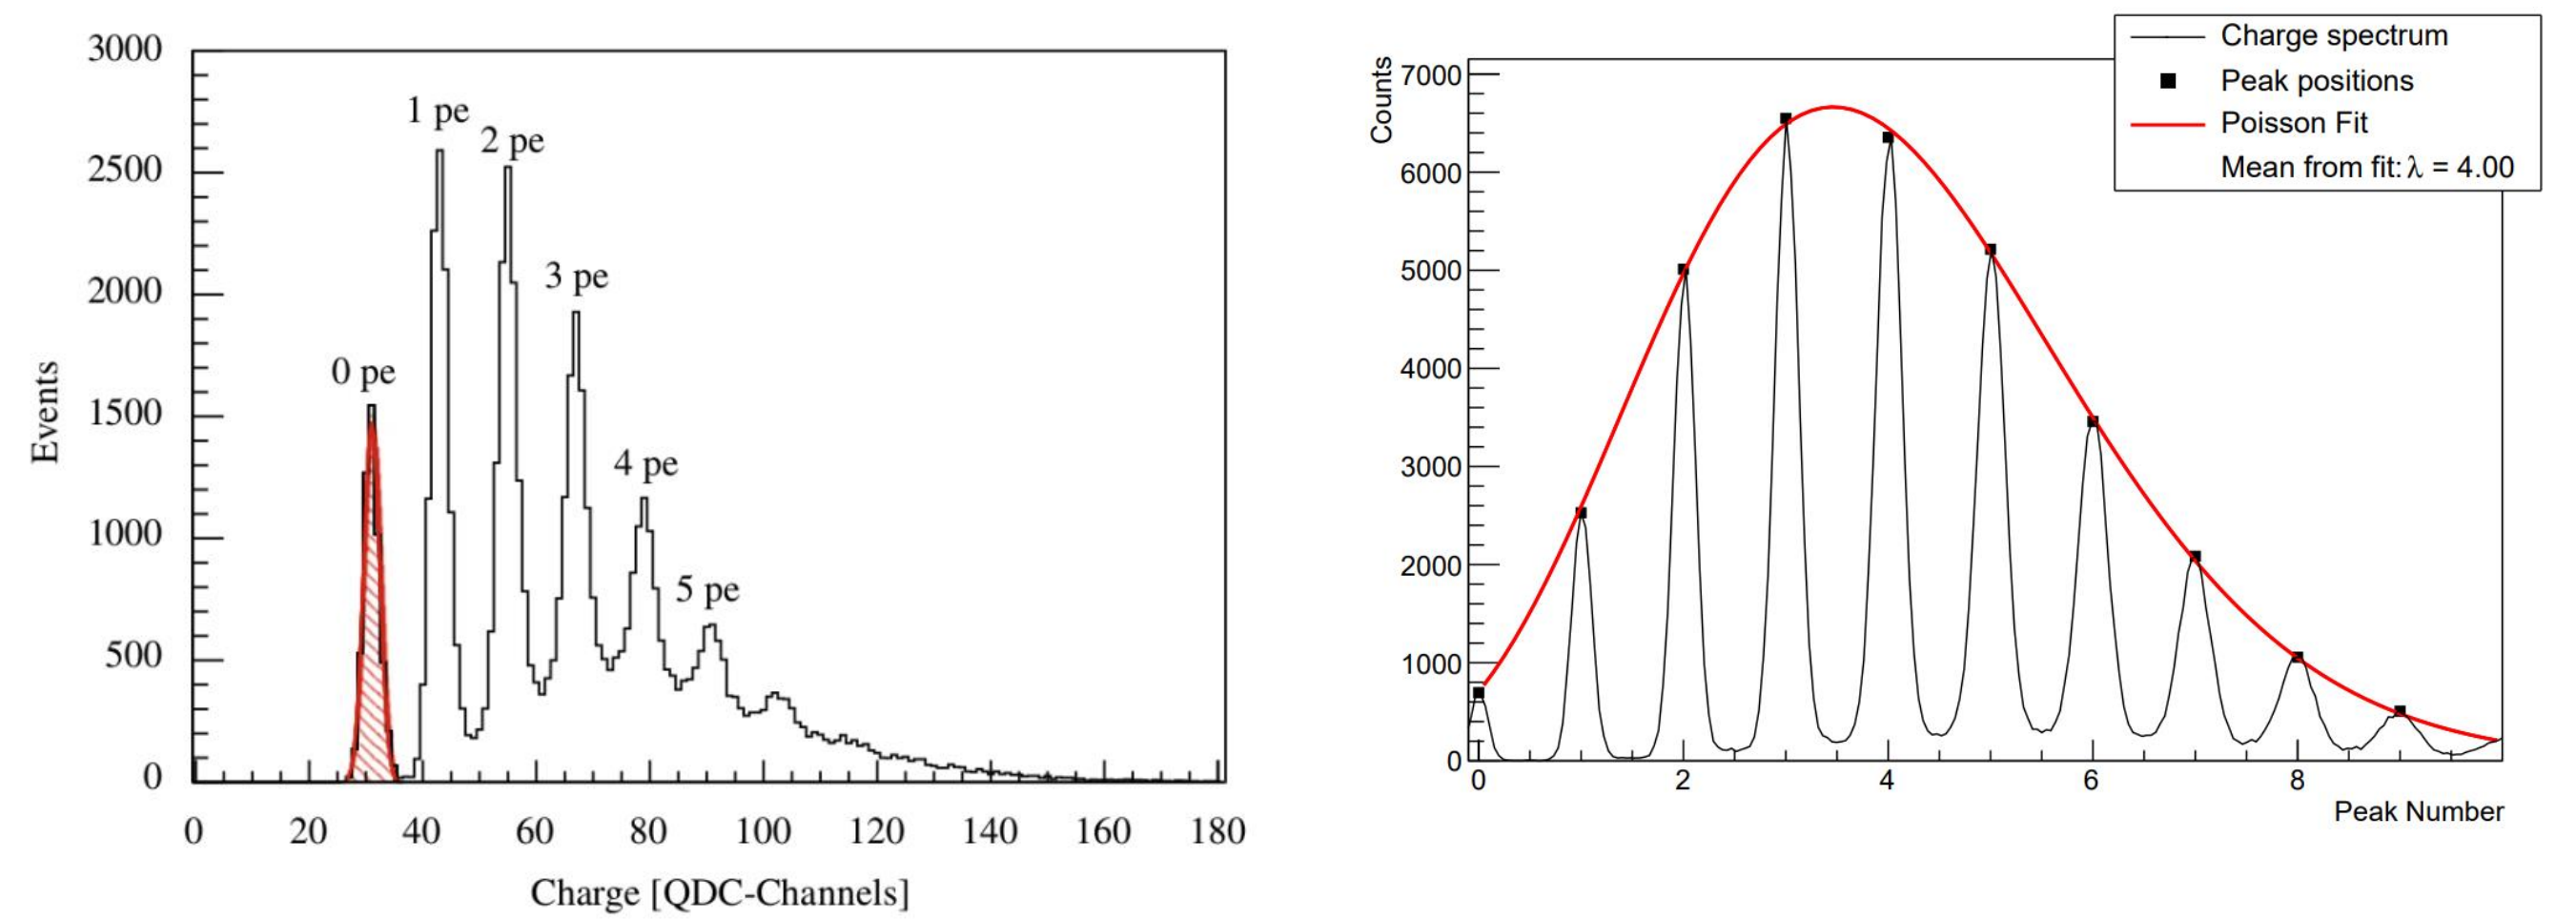 3000
2500
2000
1500
1000
500
0
Events
0 pe
1 pe
2 pe
3 pe
4 pe
5 pe
0 20 40 60 80 100 120 140 160 180
Charge [QDC-Channels]
Counts
7000
6000
5000
4000
3000
2000
1000
0
0 2 4 6 8
Peak Number
Charge spectrum
Peak positions
Poisson Fit
Mean from fit: λ = 4.00